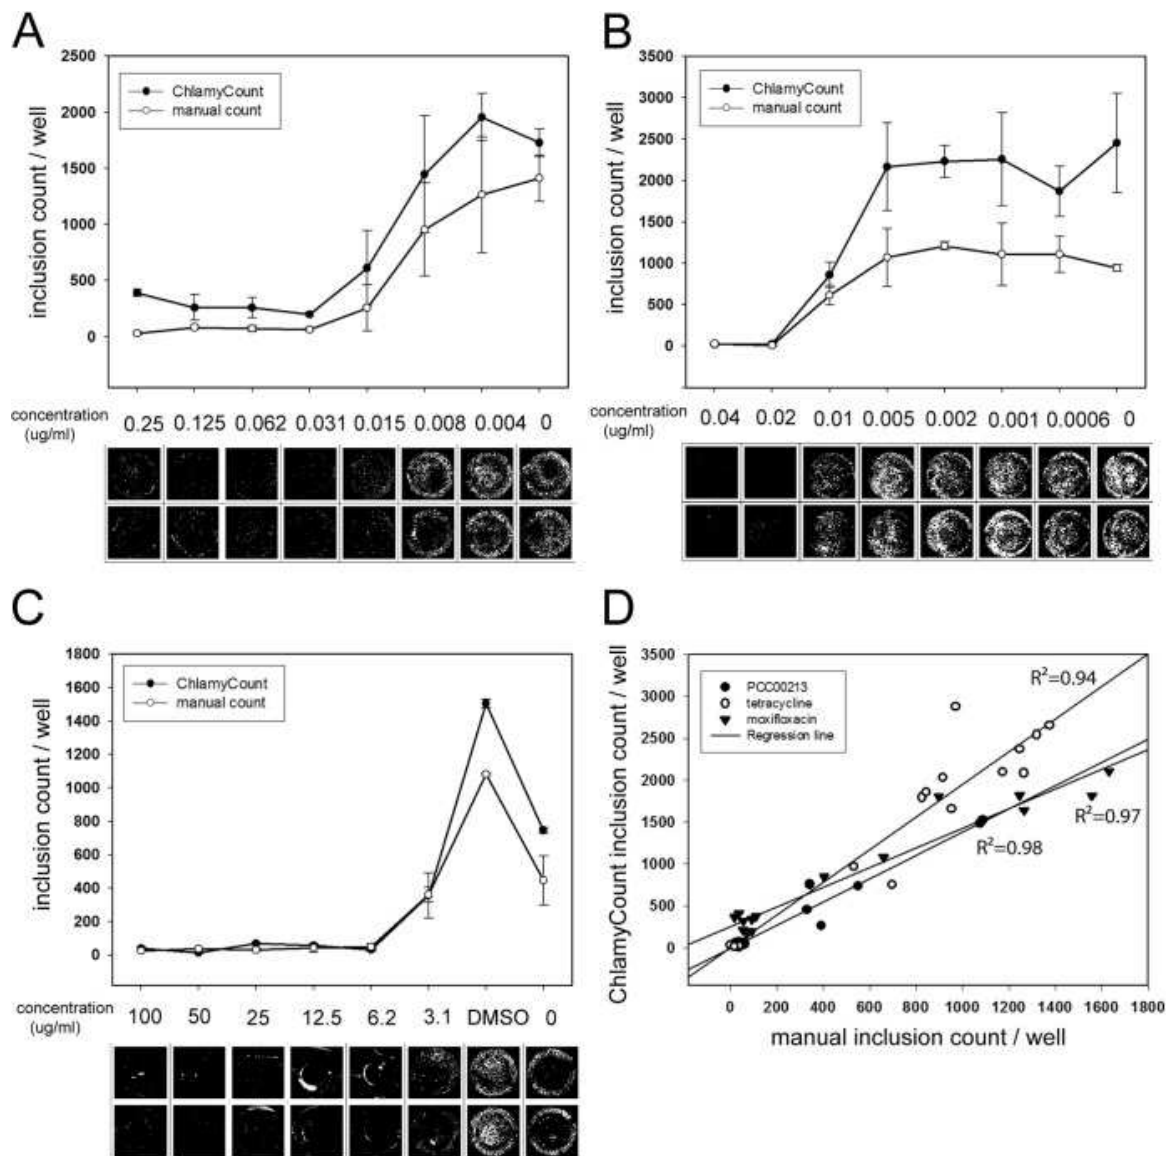 A
2500
2000
1500
1000
500
0
inclusion count / well
ChlamyCount
manual count
concentration
(ug/ml)
0.25 0.125 0.062 0.031 0.015 0.008 0.004 0
B
3500
3000
2500
2000
1500
1000
500
0
inclusion count / well
ChlamyCount
manual count
concentration
(ug/ml)
0.04 0.02 0.01 0.005 0.002 0.001 0.0006 0
C
1800
1600
1400
1200
1000
800
600
400
200
0
inclusion count / well
ChlamyCount
manual count
concentration
(ug/ml)
100 50 25 12.5 6.2 3.1 DMSO 0
D
3500
3000
2500
2000
1500
1000
500
0
ChlamyCount inclusion count / well
PCC00213
tetracycline
moxifloxacin
Regression line
R²=0.94
R²=0.97
R²=0.98
0 200 400 600 800 1000 1200 1400 1600 1800
manual inclusion count / well